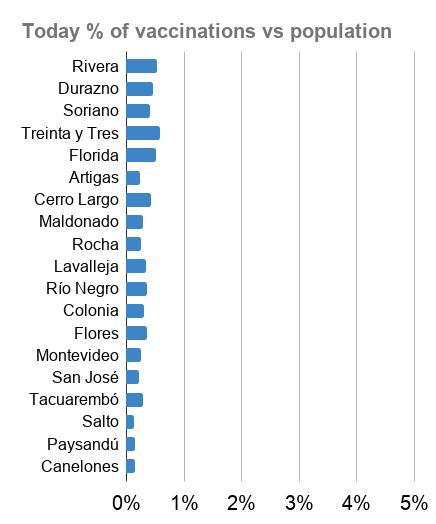 Today % of vaccinations vs population
Rivera
Durazno
Soriano
Treinta y Tres
Florida
Artigas
Cerro Largo
Maldonado
Rocha
Lavalleja
Río Negro
Colonia
Flores
Montevideo
San José
Tacuarembó
Salto
Paysandú
Canelones
0% 1% 2% 3% 4% 5%